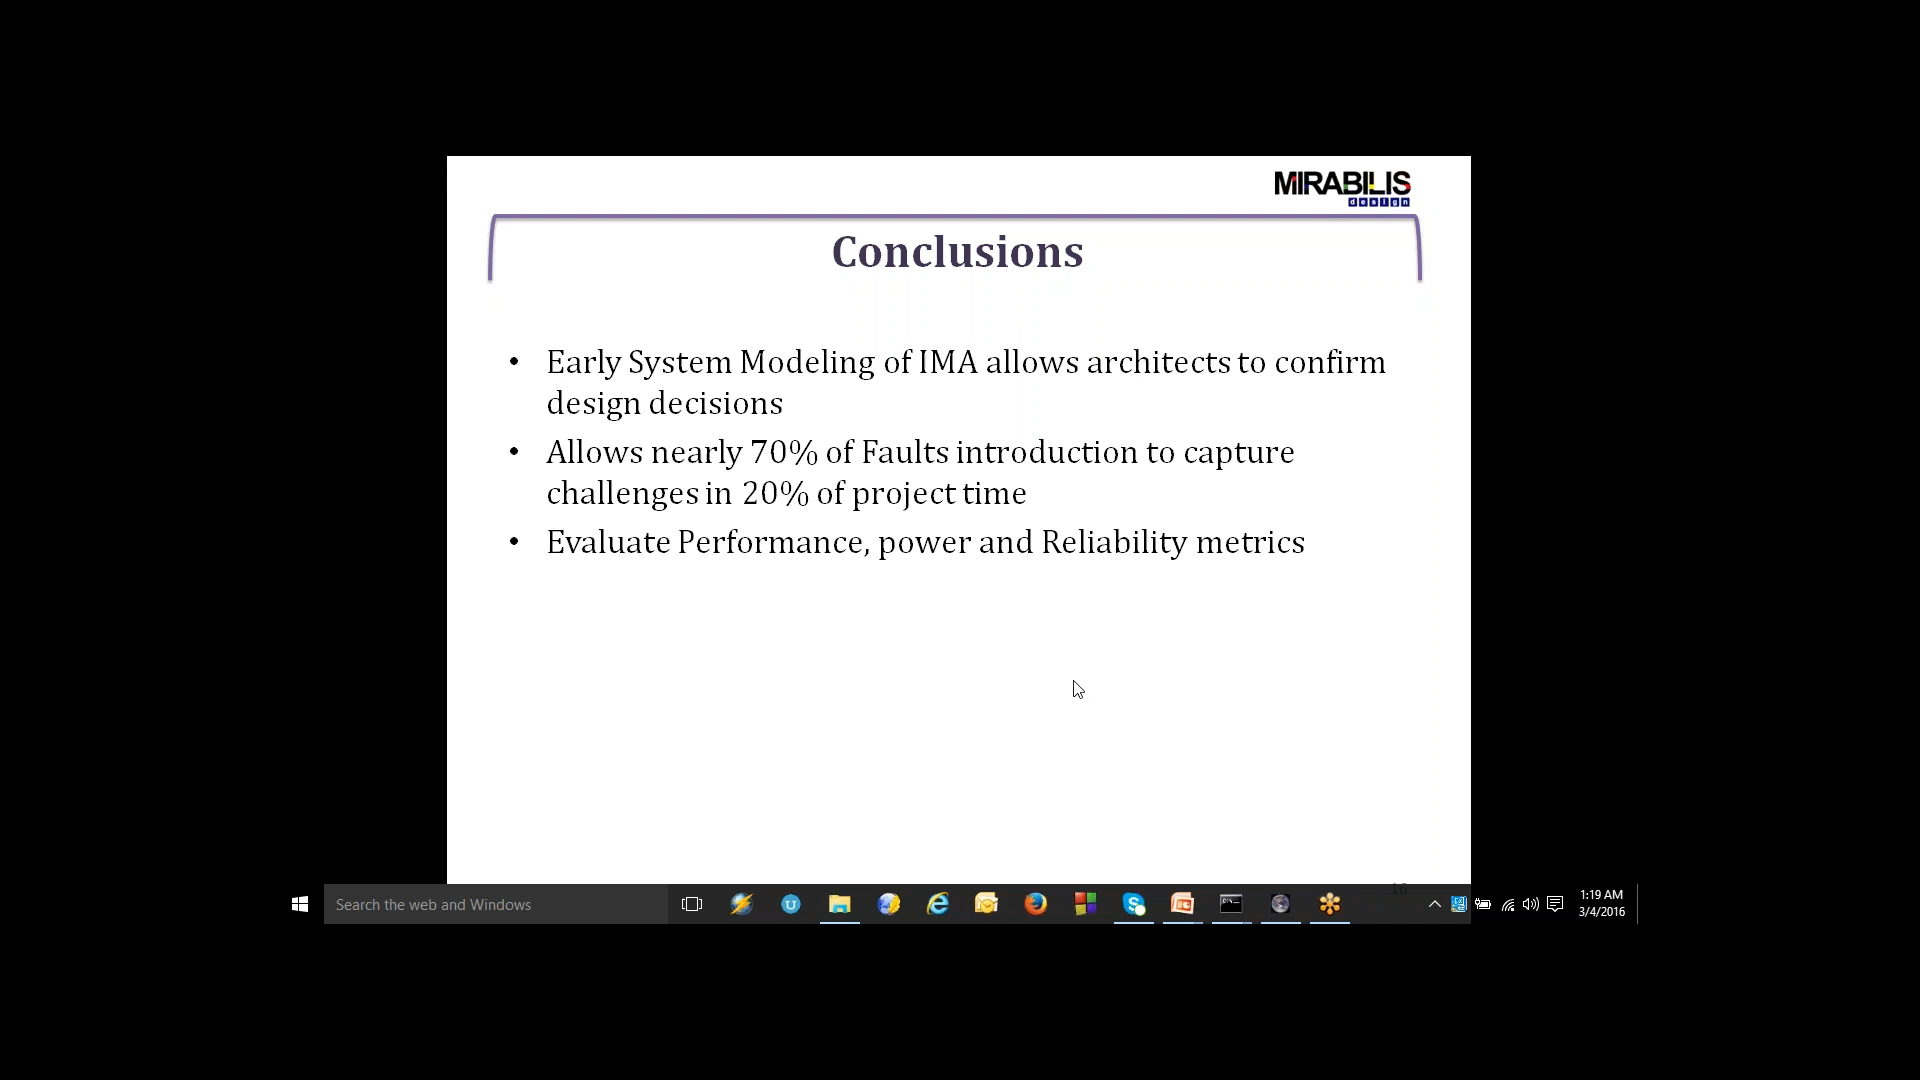 MIRABILIS
design
Conclusions
• Early System Modeling of IMA allows architects to confirm
design decisions
• Allows nearly 70% of Faults introduction to capture
challenges in 20% of project time
• Evaluate Performance, power and Reliability metrics
16
Search the web and Windows
1:19 AM
3/4/2016